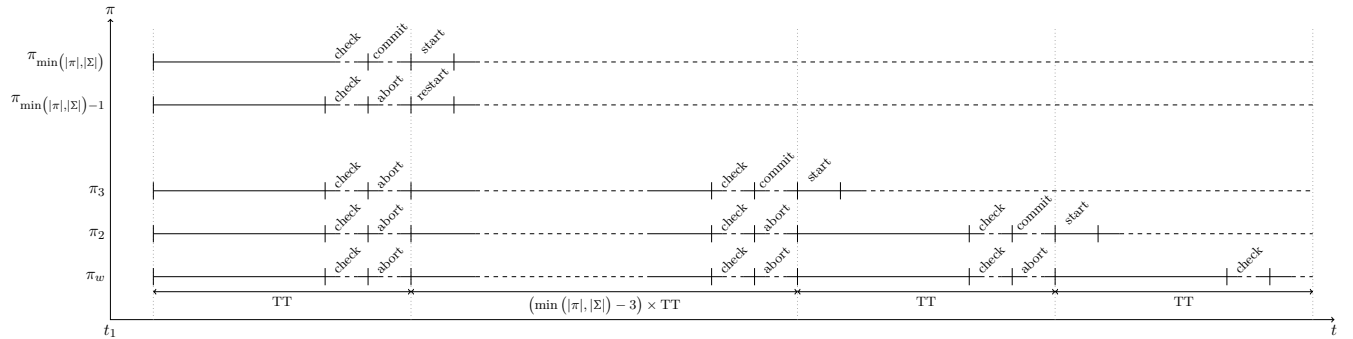 π
π_min(|π|,|Σ|) check commit start
π_min(|π|,|Σ|)−1 check abort restart
π_3 check abort check commit start
π_2 check abort check abort check commit start
π_w check abort check abort check abort check
TT (min (|π|, |Σ|) − 3) × TT TT TT
t_1 t